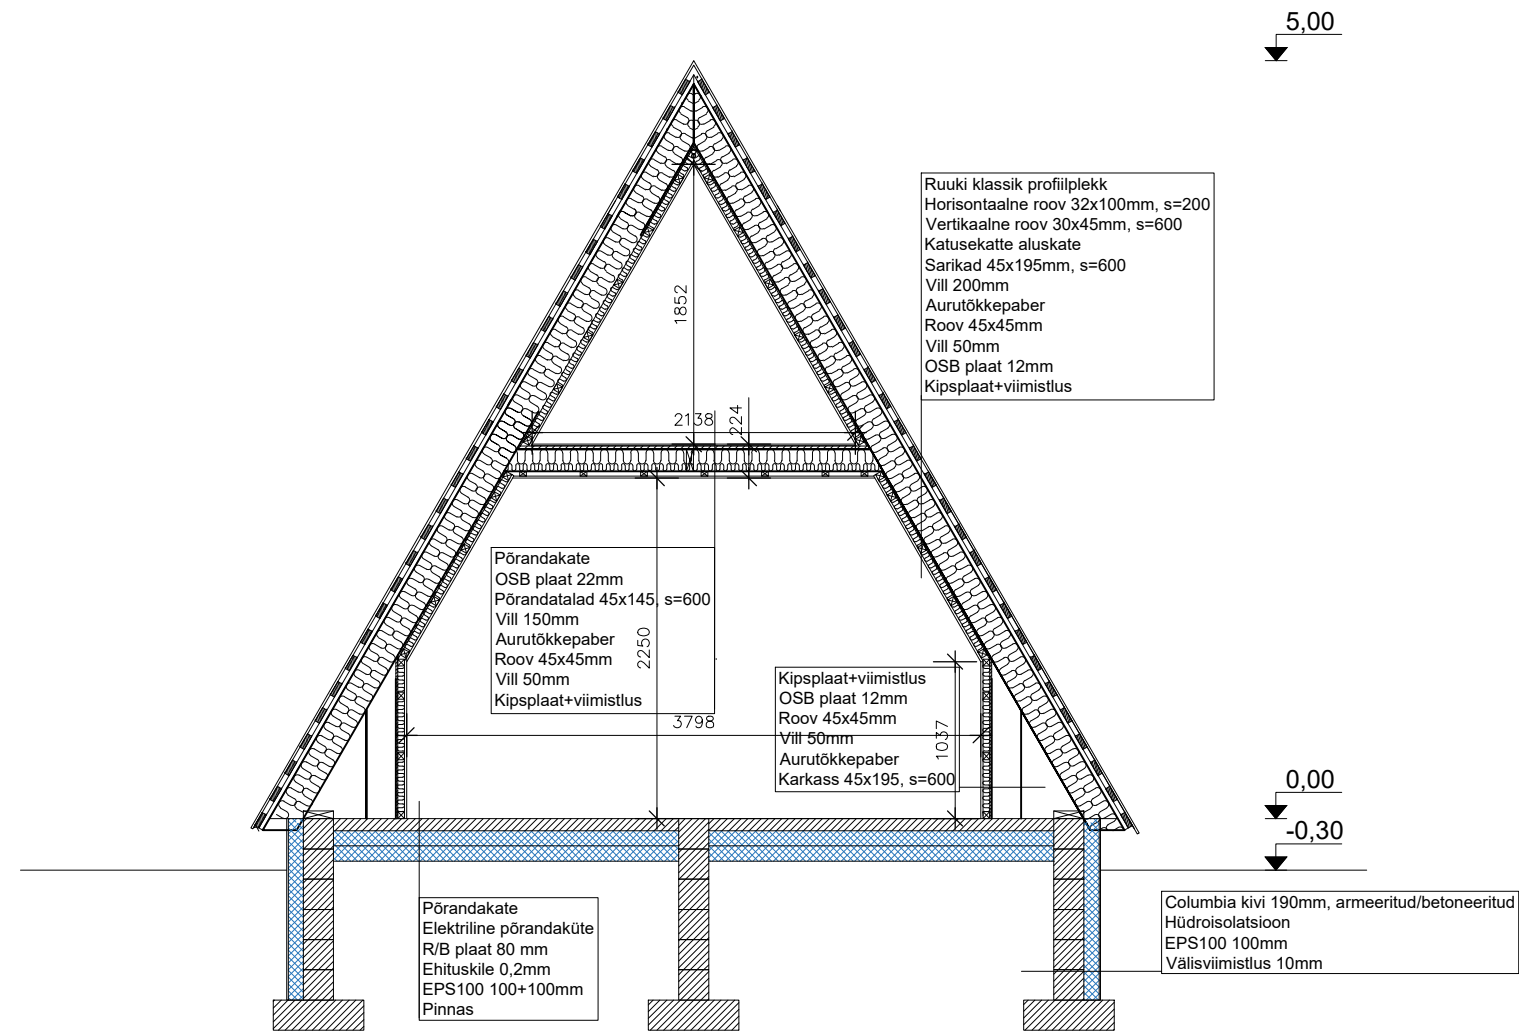 5,00
Ruuki klassik profiilplekk
Horisontaalne roov 32x100mm, s=200
Vertikaalne roov 30x45mm, s=600
Katusekatte aluskate
Sarikad 45x195mm, s=600
Vill 200mm
Aurutõkkepaber
Roov 45x45mm
Vill 50mm
OSB plaat 12mm
Kipsplaat+viimistlus
1852
2138
224
Põrandakate
OSB plaat 22mm
Põrandatalad 45x145, s=600
Vill 150mm
Aurutõkkepaber
Roov 45x45mm
Vill 50mm
Kipsplaat+viimistlus
2250
3798
Kipsplaat+viimistlus
OSB plaat 12mm
Roov 45x45mm
Vill 50mm
Aurutõkkepaber
Karkass 45x195, s=600
1037
0,00
-0,30
Põrandakate
Elektriline põrandaküte
R/B plaat 80 mm
Ehituskile 0,2mm
EPS100 100+100mm
Pinnas
Columbia kivi 190mm, armeeritud/betoneeritud
Hüdroisolatsioon
EPS100 100mm
Välisviimistlus 10mm